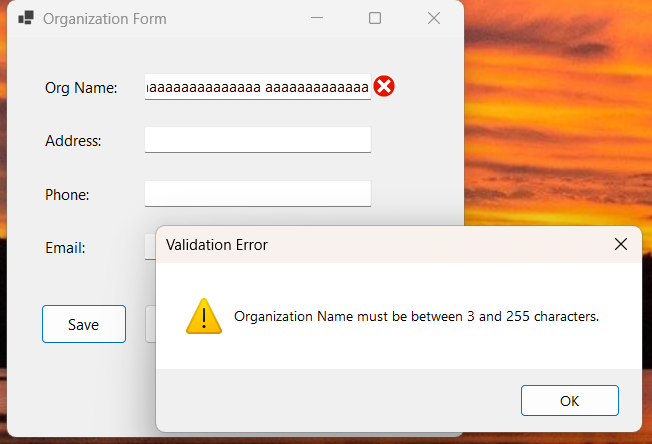 Organization Form
Org Name: aaaaaaaaaaaaaaa aaaaaaaaaaaaa
Address:
Phone:
Email:
Validation Error
Organization Name must be between 3 and 255 characters.
Save
OK